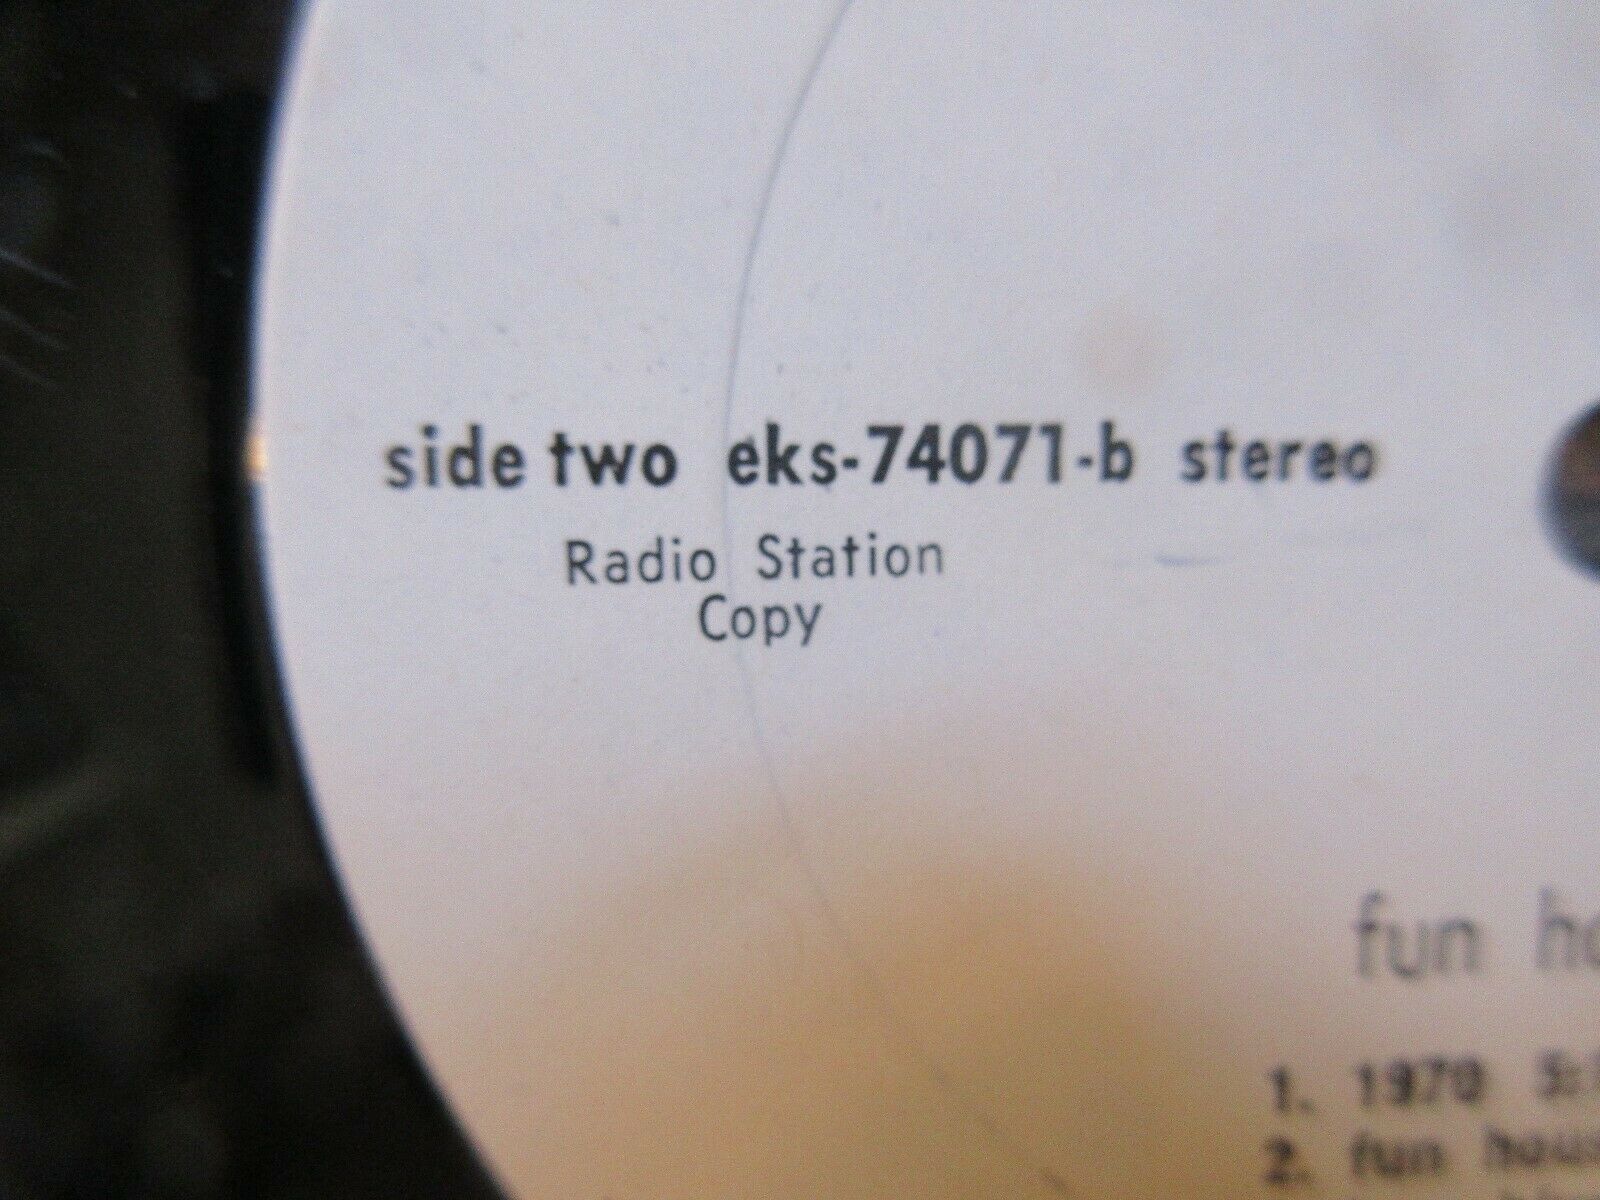 side two eks-74071-b stereo
Radio Station
Copy
fun
1. 1970
2. fun